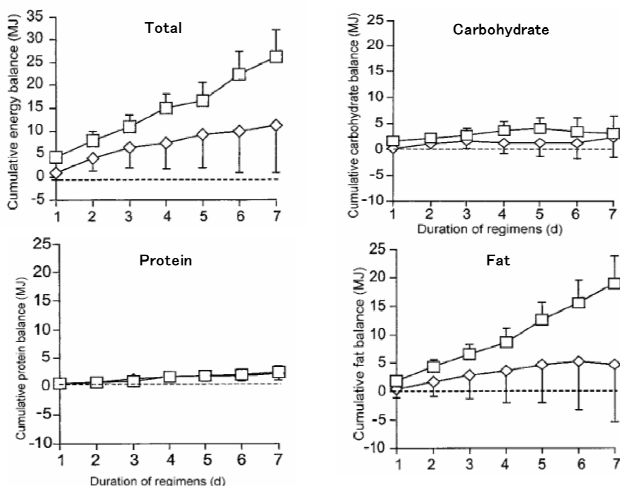 Total
Cumulative energy balance (MJ)
35
30
25
20
15
10
5
0
-5
1 2 3 4 5 6 7
Carbohydrate
Cumulative carbohydrate balance (MJ)
25
20
15
10
5
0
-5
-10
1 2 3 4 5 6 7
Duration of regimens (d)
Protein
Cumulative protein balance (MJ)
25
20
15
10
5
0
-5
-10
1 2 3 4 5 6 7
Duration of regimens (d)
Fat
Cumulative fat balance (MJ)
25
20
15
10
5
0
-5
-10
1 2 3 4 5 6 7
Duration of regimens (d)